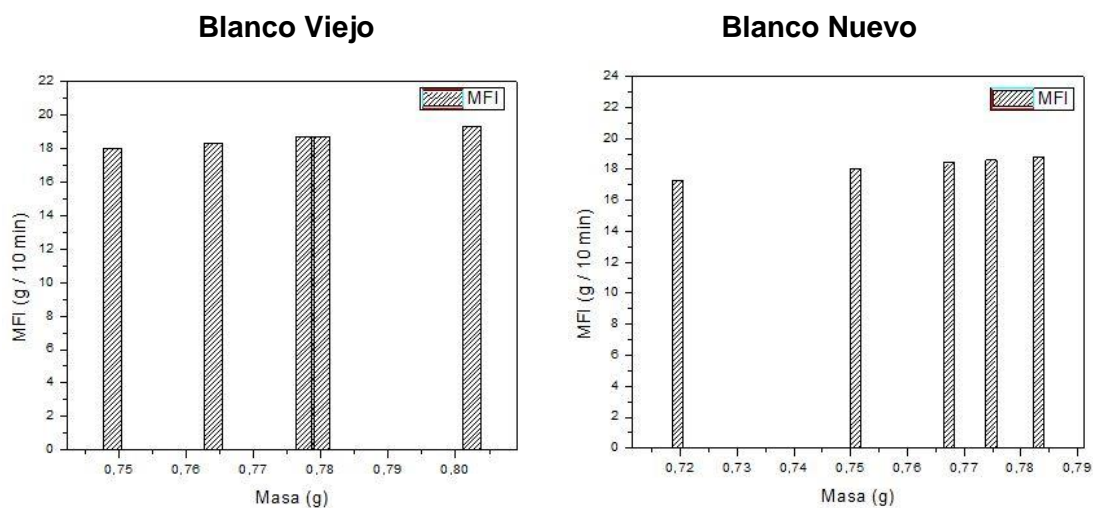 Blanco Viejo
22
20
18
16
14
12
10
8
6
4
2
0
MFI (g / 10 min)
MFI
0,75 0,76 0,77 0,78 0,79 0,80
Masa (g)
Blanco Nuevo
24
22
20
18
16
14
12
10
8
6
4
2
0
MFI (g / 10 min)
MFI
0,72 0,73 0,74 0,75 0,76 0,77 0,78 0,79
Masa (g)